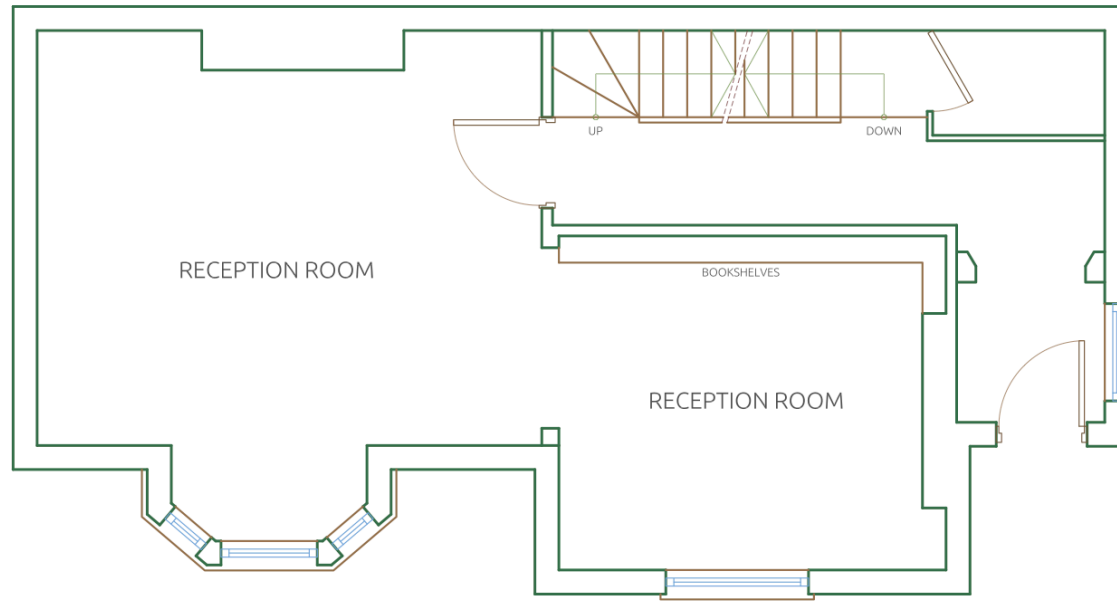 UP
DOWN
RECEPTION ROOM
BOOKSHELVES
RECEPTION ROOM